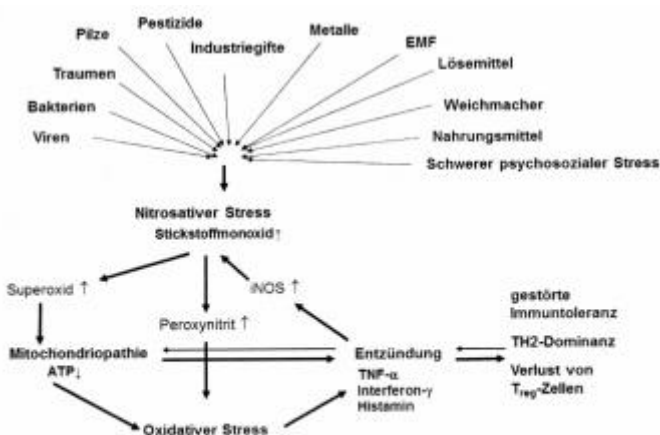 Pestizide
Metalle
Pilze
Industriegifte
EMF
Traumen
Lösemittel
Bakterien
Weichmacher
Viren
Nahrungsmittel
Schwerer psychosozialer Stress
Nitrosativer Stress
Stickstoffmonoxid↑
Superoxid ↑
iNOS ↑
Peroxynitrit ↑
gestörte
Immuntoleranz
Mitochondriopathie
ATP↓
Entzündung
TNF-α
Interferon-γ
Histamin
TH2-Dominanz
Verlust von
Treg-Zellen
Oxidativer Stress